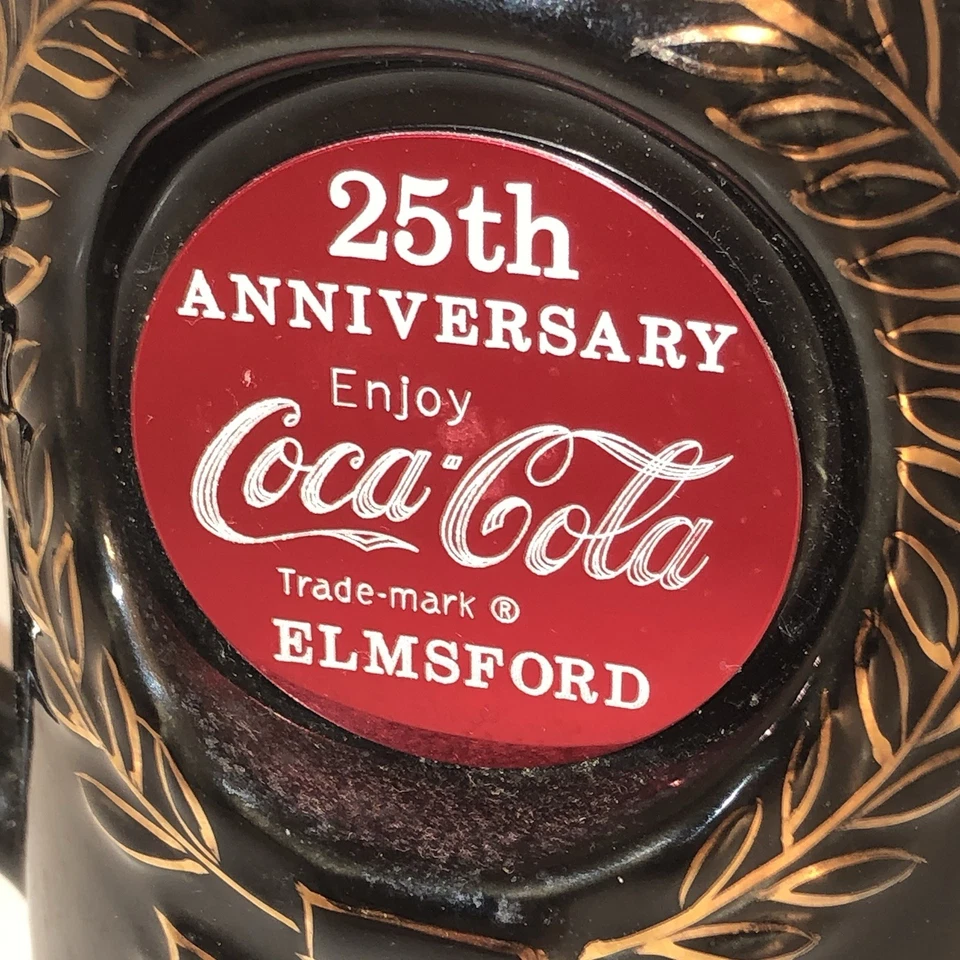 25th
ANNIVERSARY
Enjoy
Coca-Cola
Trade-mark ®
ELMSFORD